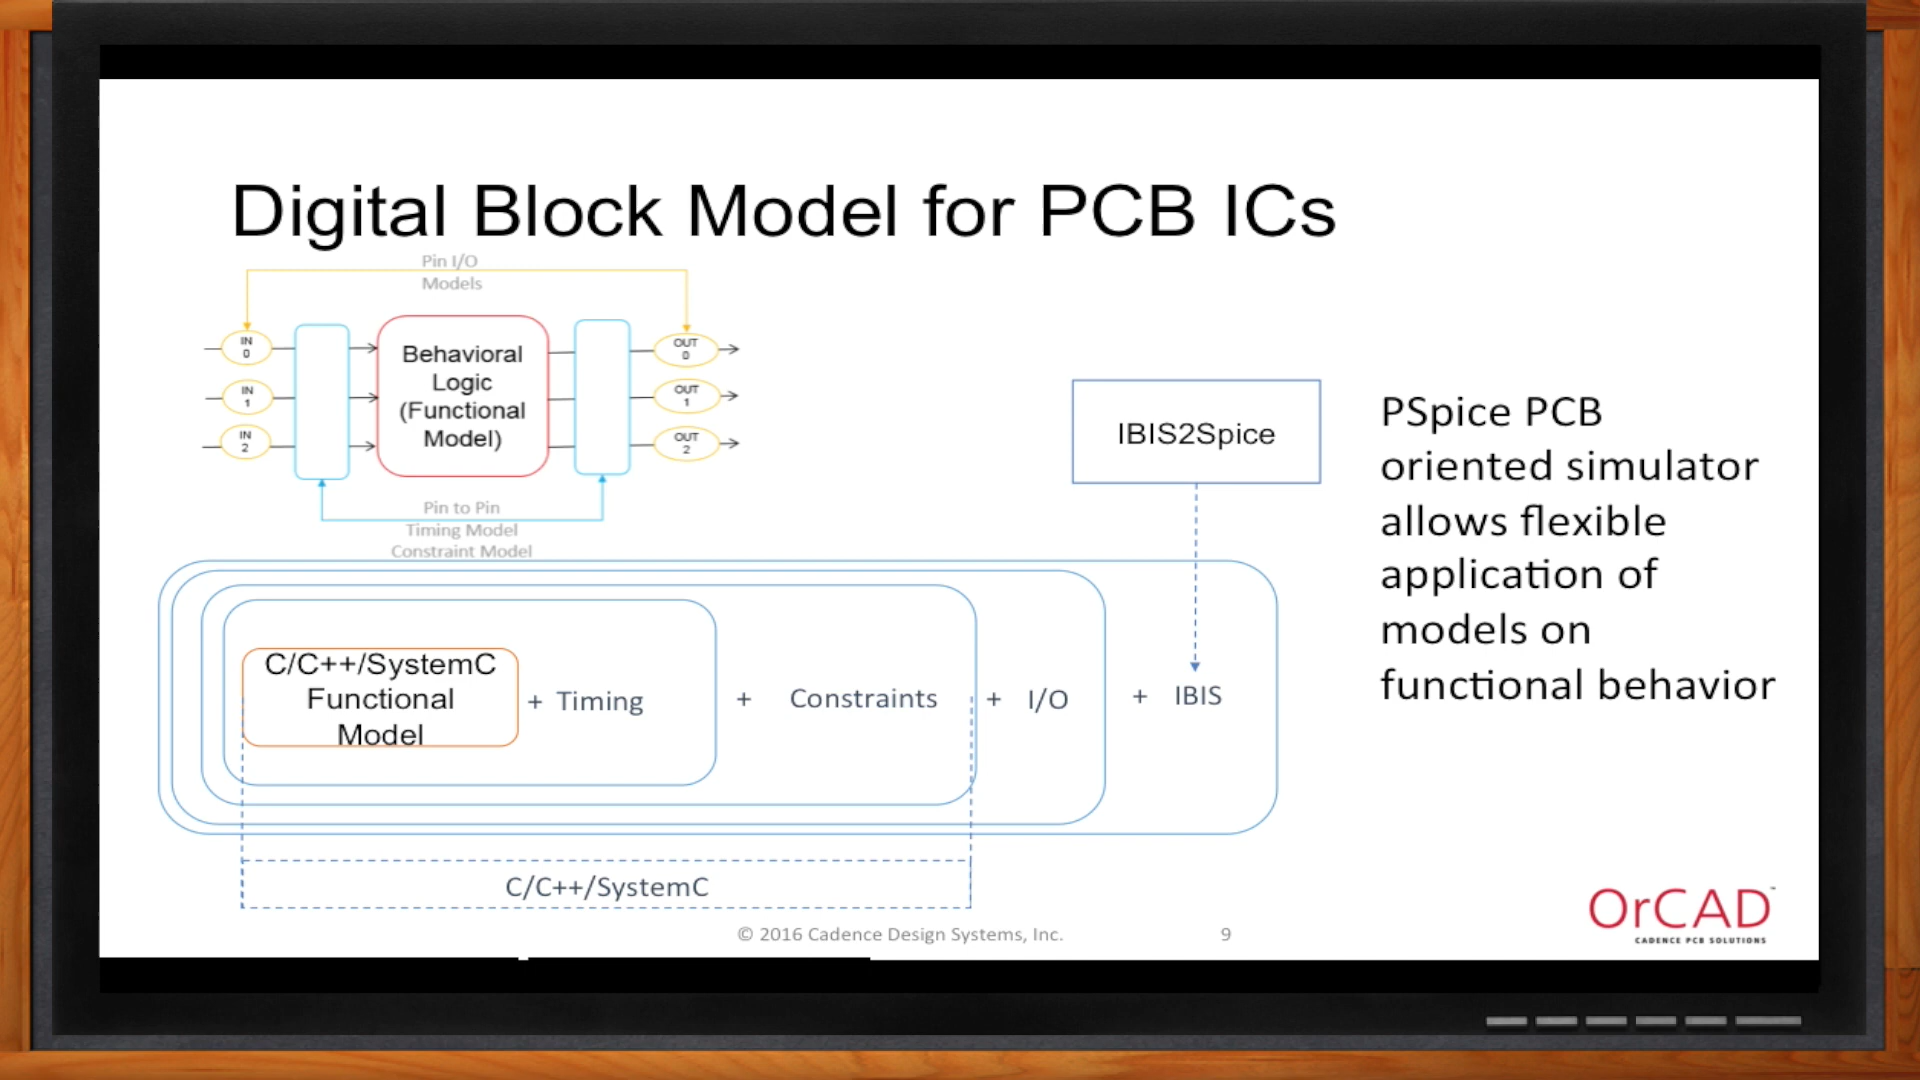 Digital Block Model for PCB ICs
Pin I/O
Models
IN
0
IN
1
IN
2
Behavioral
Logic
(Functional
Model)
OUT
0
OUT
1
OUT
2
Pin to Pin
Timing Model
Constraint Model
IBIS2Spice
PSpice PCB
oriented simulator
allows flexible
application of
models on
functional behavior
C/C++/SystemC
Functional
Model
+ Timing
+ Constraints
+ I/O
+ IBIS
C/C++/SystemC
© 2016 Cadence Design Systems, Inc.
9
OrCAD™
CADENCE PCB SOLUTIONS